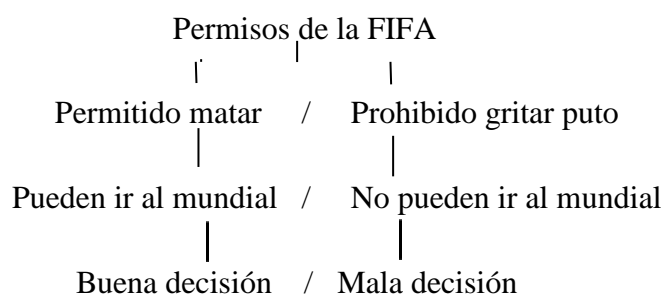 Permisos de la FIFA
Permitido matar / Prohibido gritar puto
Pueden ir al mundial / No pueden ir al mundial
Buena decisión / Mala decisión